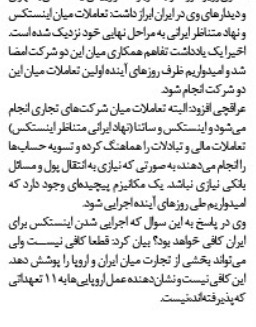 و دیدارهای وی در ایران ابراز داشت: تعاملات میان اینستکس
و نهاد متناظر ایرانی به مراحل نهایی خود نزدیک شده است.
اخیرا یک یادداشت تفاهم همکاری میان این دو شرکت امضا
شد و امیدواریم ظرف روزهای آینده اولین تعاملات میان این
دو شرکت انجام شود.
عراقچی افزود: البته تعاملات میان شرکت‌های تجاری انجام
می‌شود و اینستکس و ساتنا (نهاد ایرانی متناظر اینستکس)
تعاملات مالی و تبادلات را هماهنگ کرده و تسویه حساب‌ها
را انجام می‌دهند، به صورتی که نیازی به انتقال پول و مسائل
بانکی نیازی نباشد. یک مکانیزم پیچیده‌ای وجود دارد که
امیدواریم طی روزهای آینده اجرایی شود.
وی در پاسخ به این سوال که اجرایی شدن اینستکس برای
ایران کافی خواهد بود؟ بیان کرد: قطعا کافی نیست ولی
می‌تواند بخشی از تجارت میان ایران و اروپا را پوشش دهد.
این کافی نیست و نشان‌دهنده عمل اروپایی‌ها به ۱۱ تعهداتی
که پذیرفته‌اند، نیست.